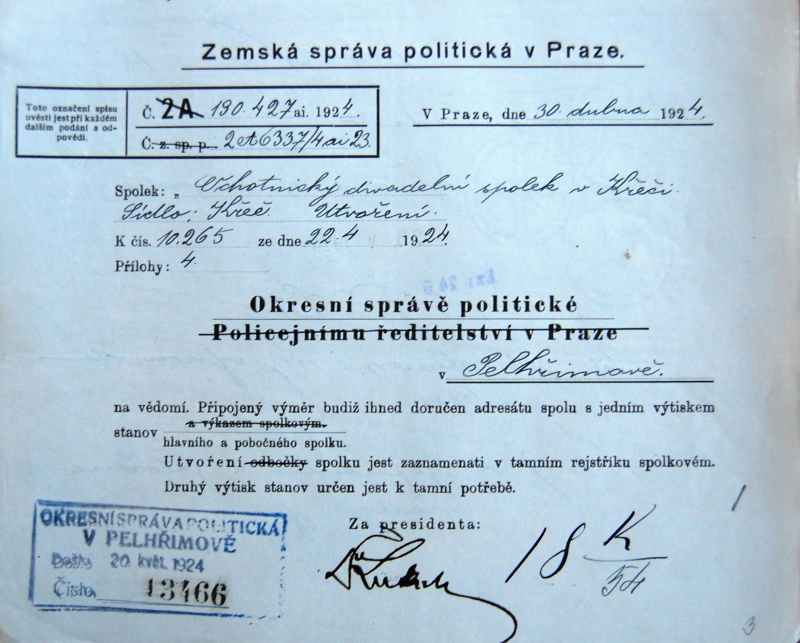 Zemská správa politická v Praze.
Toto označení spisu
uvésti jest při každém
dalším podání a od-
povědi.
Č. 2A 190.427 ai. 1924.
Č. z. sp. p. 2A 6337/4 ai 23.
V Praze, dne 30. dubna 1924.
Spolek: „Ochotnický divadelní spolek v Křeči.
Sídlo: Křeč Utvoření.
K čís. 10.265 ze dne 22.4 1924.
Přílohy: 4
Okresní správě politické
Policejnímu ředitelství v Praze
v Pelhřimově.
na vědomí. Připojený výměr budiž ihned doručen adresátu spolu s jedním výtiskem
a výkazem spolkovým.
stanov
hlavního a pobočného spolku.
Utvoření odbočky spolku jest zaznamenati v tamním rejstříku spolkovém.
Druhý výtisk stanov určen jest k tamní potřebě.
Za presidenta:
18 K/54
OKRESNÍ SPRÁVA POLITICKÁ
V PELHŘIMOVĚ
Došlo 20. květ. 1924
Číslo 13466
3